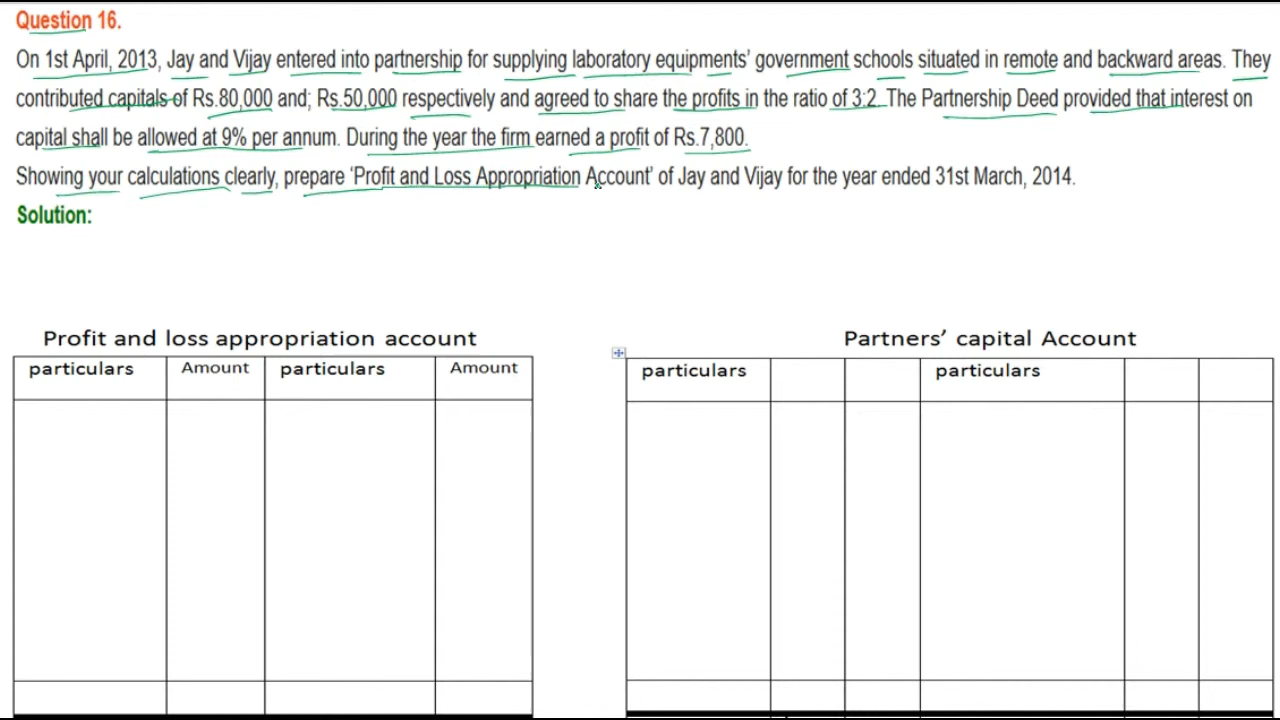 Question 16.
On 1st April, 2013, Jay and Vijay entered into partnership for supplying laboratory equipments' government schools situated in remote and backward areas. They
contributed capitals of Rs.80,000 and; Rs.50,000 respectively and agreed to share the profits in the ratio of 3:2. The Partnership Deed provided that interest on
capital shall be allowed at 9% per annum. During the year the firm earned a profit of Rs.7,800.
Showing your calculations clearly, prepare 'Profit and Loss Appropriation Account' of Jay and Vijay for the year ended 31st March, 2014.
Solution:
Profit and loss appropriation account
particulars Amount particulars Amount
Partners' capital Account
particulars particulars